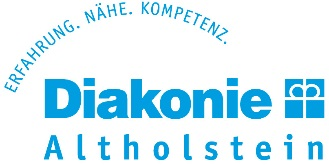 ERFAHRUNG. NÄHE. KOMPETENZ.
Diakonie
Altholstein